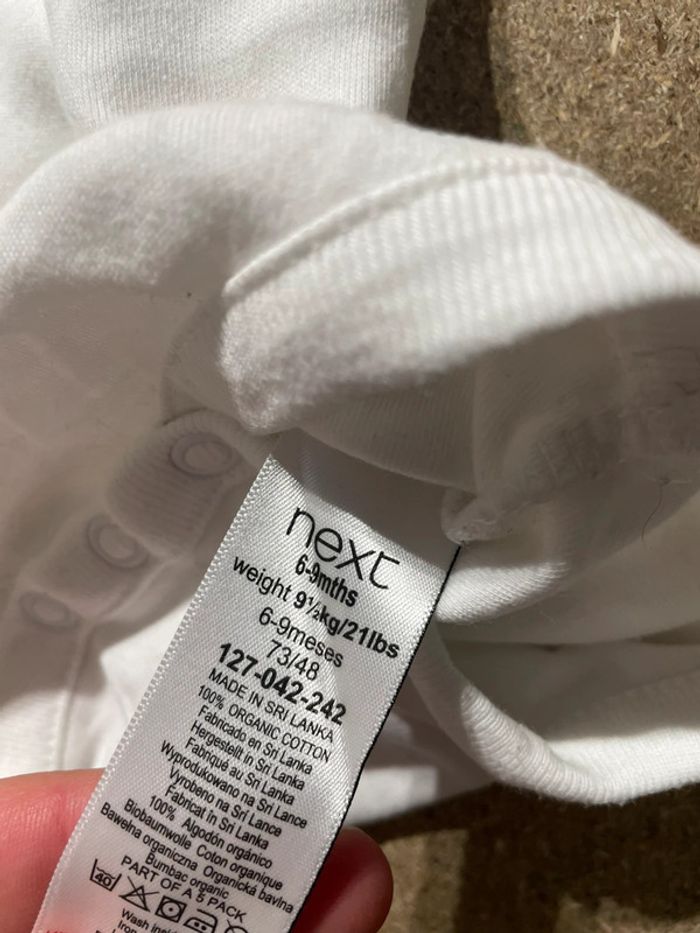 next
6-9mths
weight 9½kg/21lbs
6-9meses
73/48
127-042-242
MADE IN SRI LANKA
100% ORGANIC COTTON
Fabricado en Sri Lanka
Hergestellt in Sri Lanka
Fabriqué au Sri Lanka
Wyprodukowano na Sri Lance
Vyrobeno na Srí Lance
Fabricat în Sri Lanka
100% Algodón orgánico
Biobaumwolle Coton organique
Bawełna organiczna Organická bavlna
Bumbac organic
PART OF A 5 PACK
40
Wash insi
Iron